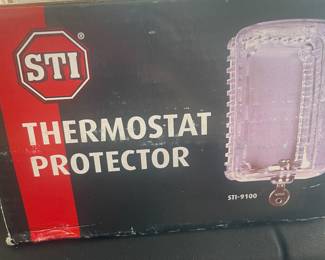 STI
THERMOSTAT
PROTECTOR
STI-9100